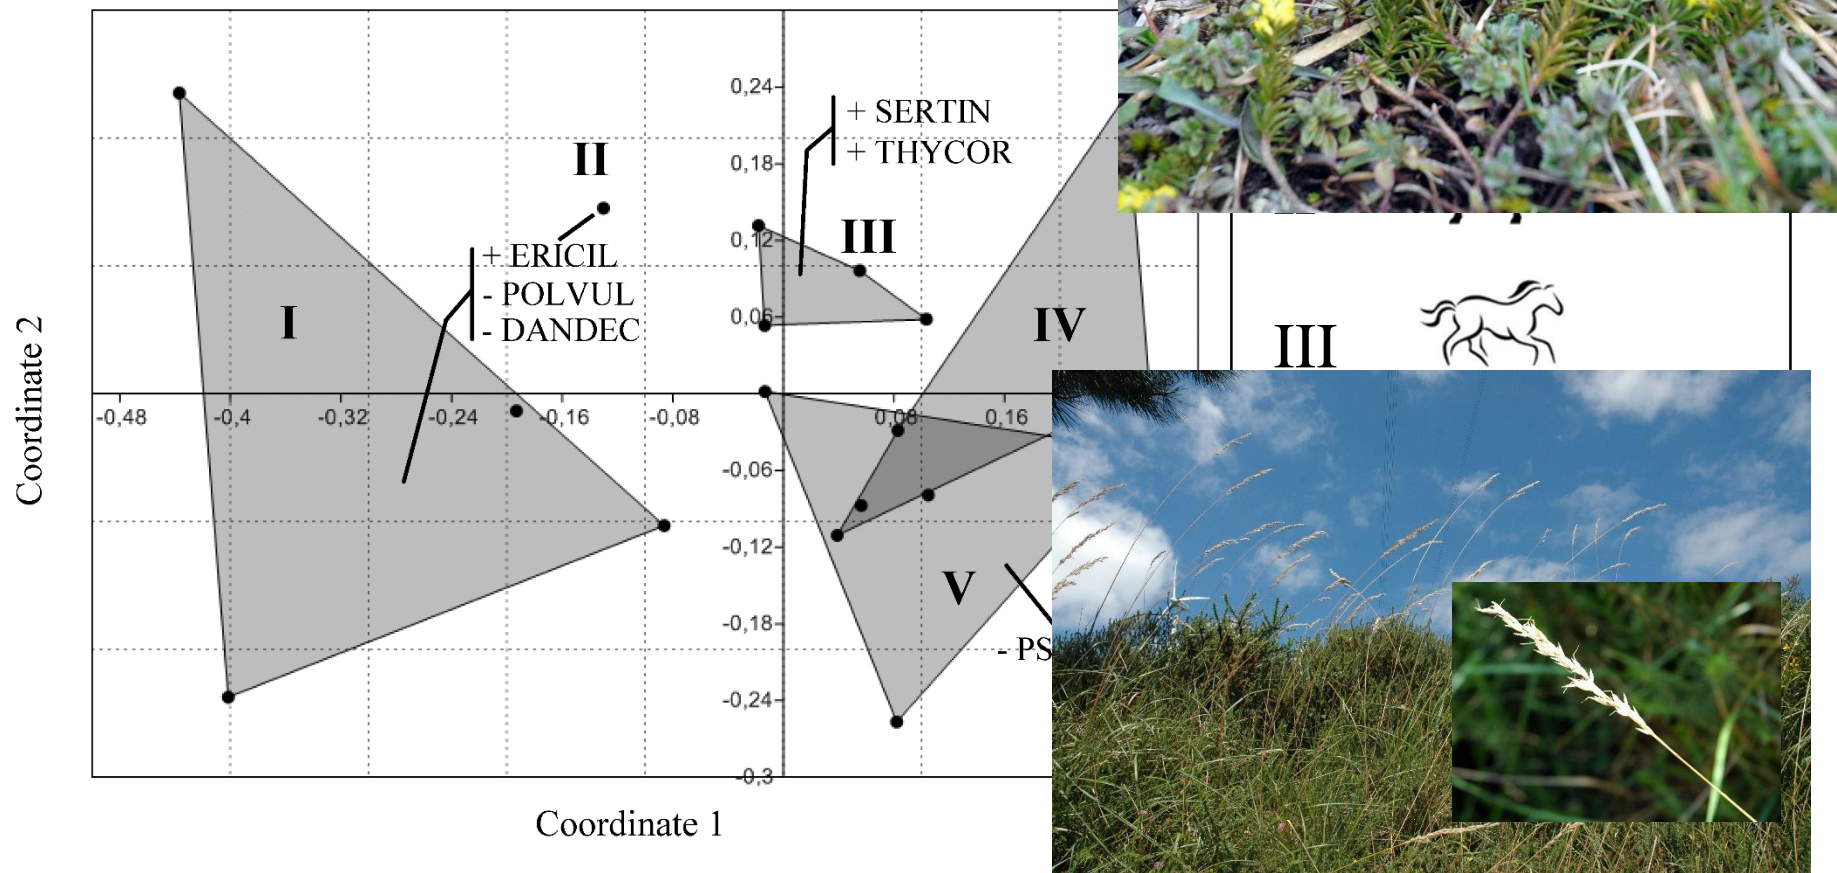 0,24
+ SERTIN
+ THYCOR
0,18
II
III
0,12
+ ERICIL
- POLVUL
- DANDEC
I
0,06
IV
III
Coordinate 2
-0,48
-0,4
-0,32
-0,24
-0,16
-0,08
0,08
0,16
-0,06
-0,12
V
-0,18
- PS
-0,24
-0,3
Coordinate 1